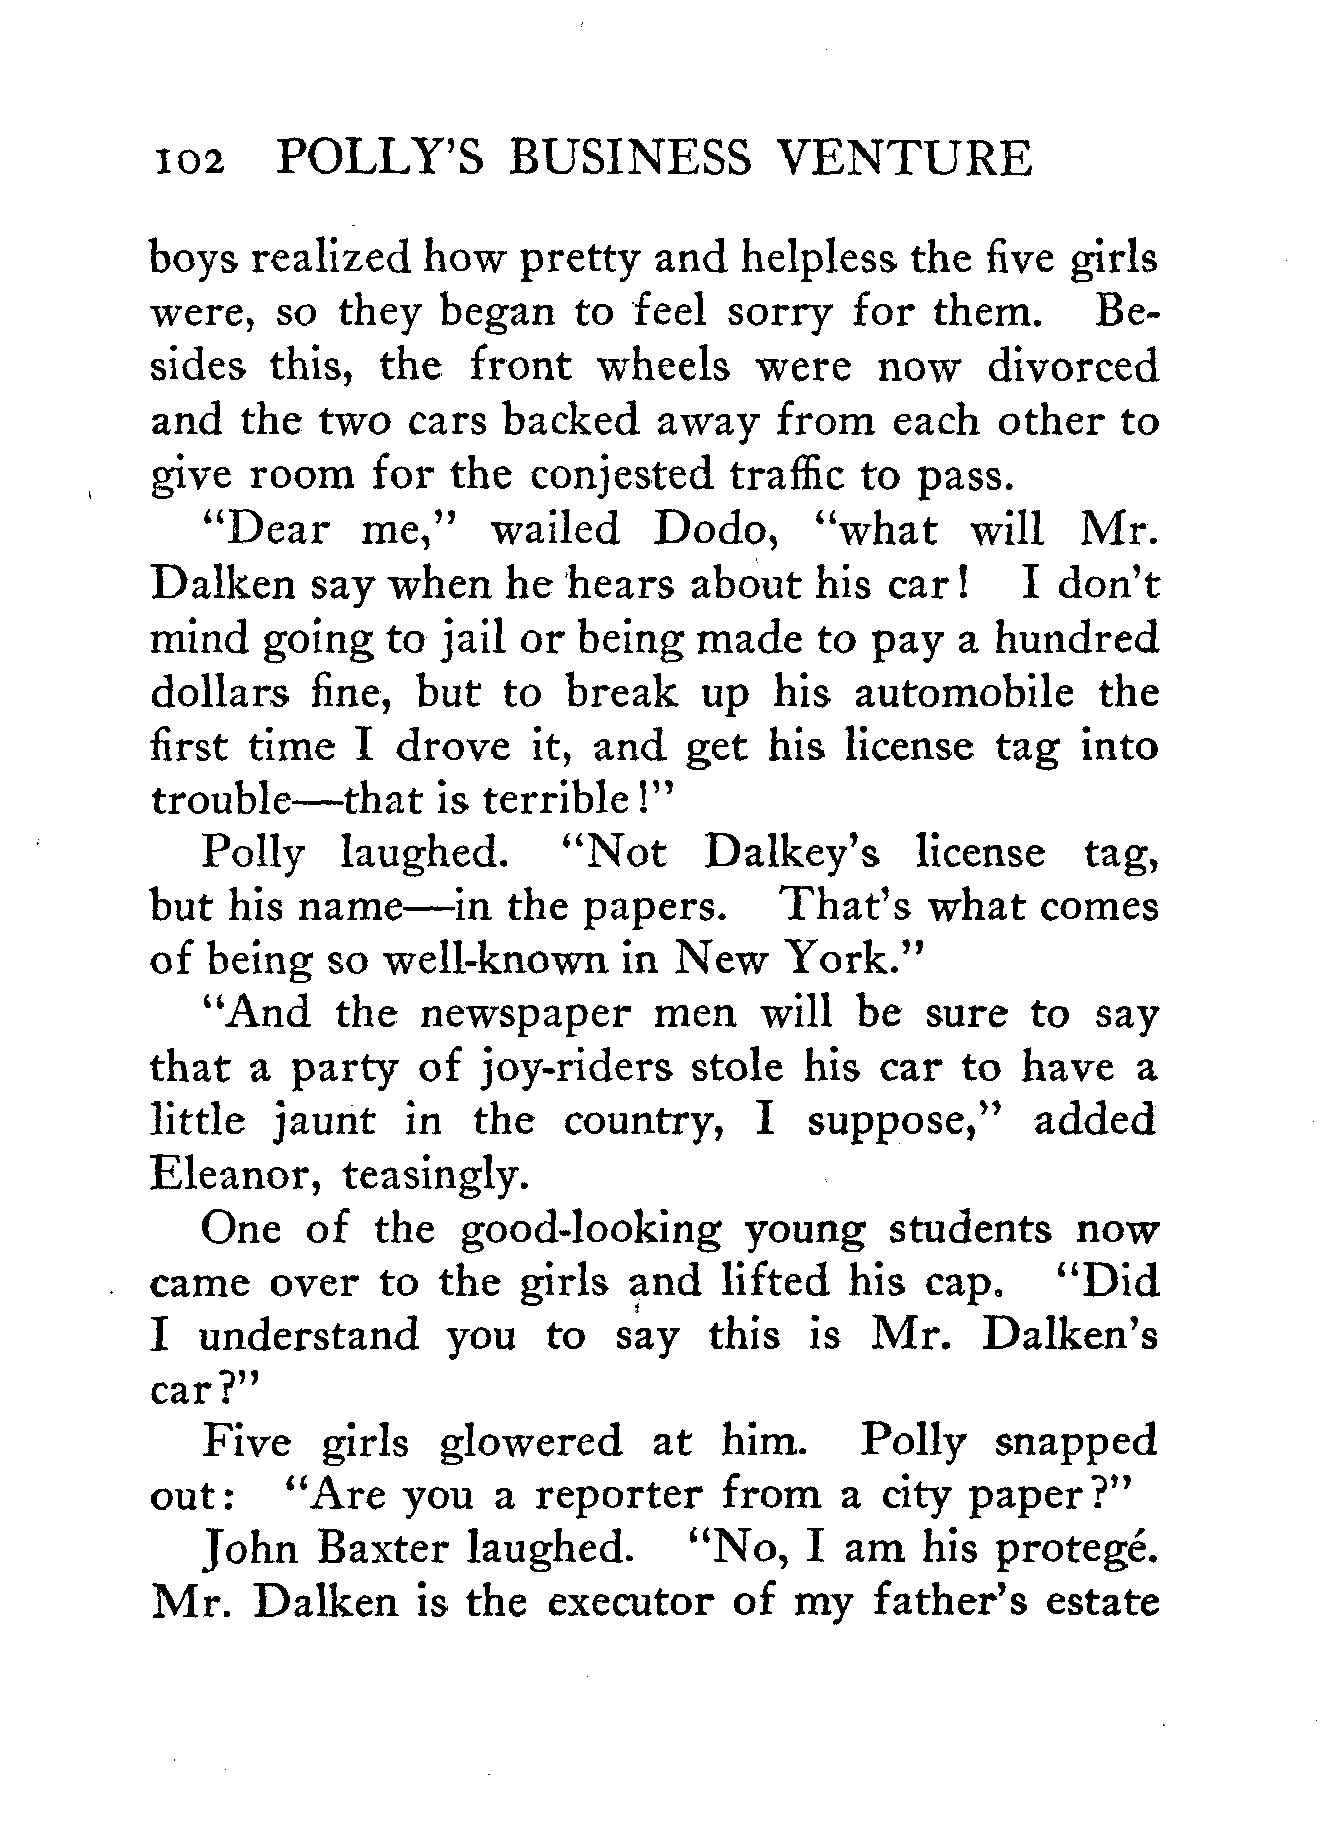 102 POLLY'S BUSINESS VENTURE
boys realized how pretty and helpless the five girls
were, so they began to feel sorry for them. Be-
sides this, the front wheels were now divorced
and the two cars backed away from each other to
give room for the conjested traffic to pass.
"Dear me," wailed Dodo, "what will Mr.
Dalken say when he hears about his car! I don't
mind going to jail or being made to pay a hundred
dollars fine, but to break up his automobile the
first time I drove it, and get his license tag into
trouble—that is terrible!"
Polly laughed. "Not Dalkey's license tag,
but his name—in the papers. That's what comes
of being so well-known in New York."
"And the newspaper men will be sure to say
that a party of joy-riders stole his car to have a
little jaunt in the country, I suppose," added
Eleanor, teasingly.
One of the good-looking young students now
came over to the girls and lifted his cap. "Did
I understand you to say this is Mr. Dalken's
car?"
Five girls glowered at him. Polly snapped
out: "Are you a reporter from a city paper?"
John Baxter laughed. "No, I am his protegé.
Mr. Dalken is the executor of my father's estate